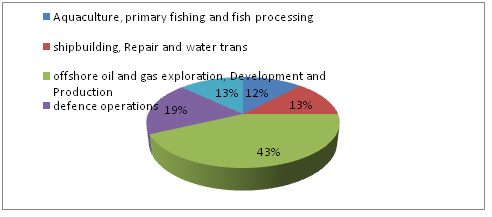 Aquaculture, primary fishing and fish processing
shipbuilding, Repair and water trans
offshore oil and gas exploration, Development and
Production
defence operations
13%
12%
13%
19%
43%